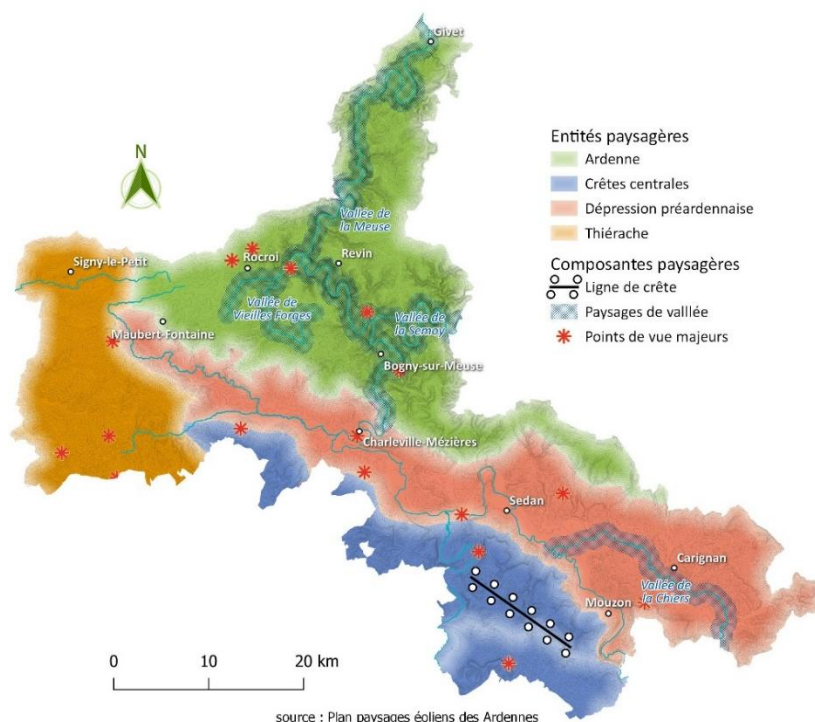 Givet
N
Entités paysagères
Ardenne
Crêtes centrales
Dépression préardennaise
Thiérache
Composantes paysagères
Ligne de crête
Paysages de valllée
Points de vue majeurs
Vallée de
la Meuse
Signy-le-Petit
Rocroi
Revin
Vallée de
Vieilles Forges
Vallée de
la Semoy
Maubert-Fontaine
Bogny-sur-Meuse
Charleville-Mézières
Sedan
Carignan
Vallée de
la Chiers
Mouzon
0 10 20 km
source : Plan paysages éoliens des Ardennes